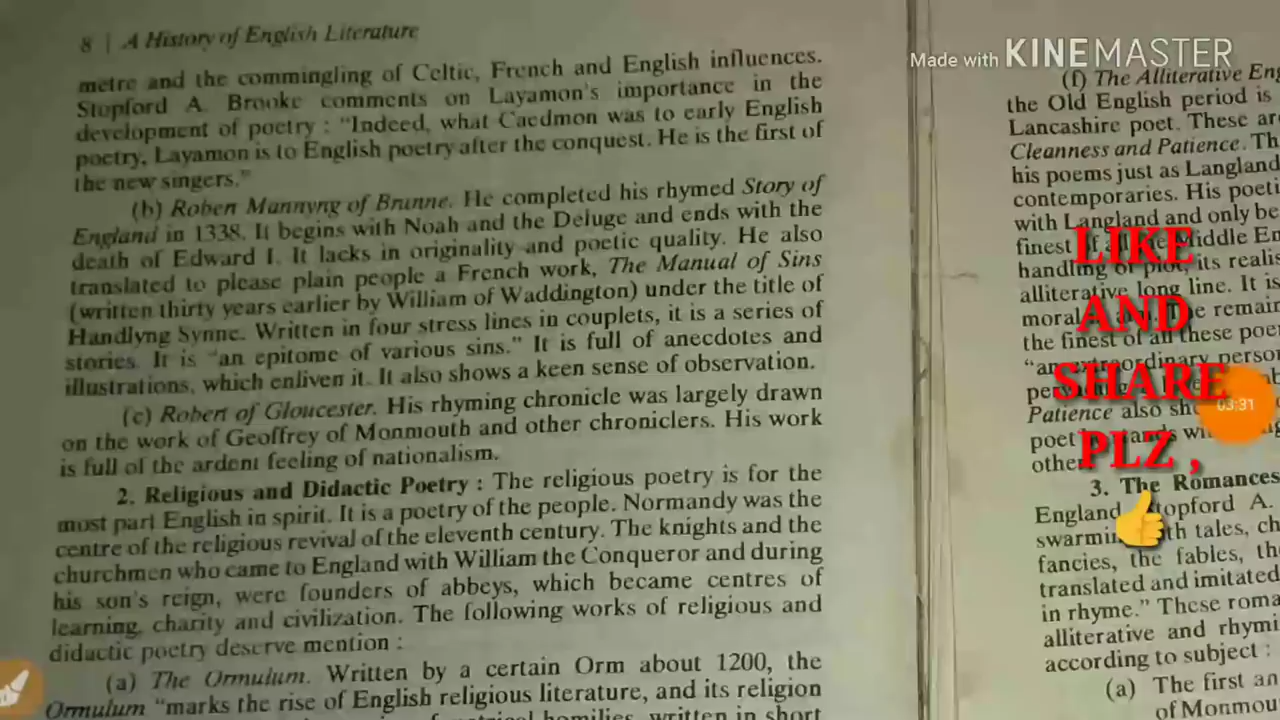 8 | A History of English Literature
metre and the commingling of Celtic, French and English influences.
Stopford A. Brooke comments on Layamon's importance in the
development of poetry : "Indeed, what Caedmon was to early English
poetry, Layamon is to English poetry after the conquest. He is the first of
the new singers."
(b) Robert Mannyng of Brunne. He completed his rhymed Story of
England in 1338. It begins with Noah and the Deluge and ends with the
death of Edward I. It lacks in originality and poetic quality. He also
translated to please plain people a French work, The Manual of Sins
(written thirty years earlier by William of Waddington) under the title of
Handlyng Synne. Written in four stress lines in couplets, it is a series of
stories. It is "an epitome of various sins." It is full of anecdotes and
illustrations, which enliven it. It also shows a keen sense of observation.
(c) Robert of Gloucester. His rhyming chronicle was largely drawn
on the work of Geoffrey of Monmouth and other chroniclers. His work
is full of the ardent feeling of nationalism.
2. Religious and Didactic Poetry : The religious poetry is for the
most part English in spirit. It is a poetry of the people. Normandy was the
centre of the religious revival of the eleventh century. The knights and the
churchmen who came to England with William the Conqueror and during
his son's reign, were founders of abbeys, which became centres of
learning, charity and civilization. The following works of religious and
didactic poetry deserve mention :
(a) The Ormulum. Written by a certain Orm about 1200, the
Ormulum "marks the rise of English religious literature, and its religion
homilies, written in short
Made with KINEMASTER
(f) The Alliterative Eng
the Old English period is
Lancashire poet. These are
Cleanness and Patience. Th
his poems just as Langland
contemporaries. His poeti
with Langland and only be
finest of all the Middle En
handling of plot, its realis
alliterative long line. It is
moral The remain
the finest of all these poe
"an extraordinary person
Patience also sh
poet stands wi
other
3. The Romances
England Stopford A.
swarming with tales, ch
fancies, the fables, th
translated and imitated
in rhyme." These roma
alliterative and rhymi
according to subject :
(a) The first an
of Monmou
LIKE
AND
SHARE
PLZ ,
03:31